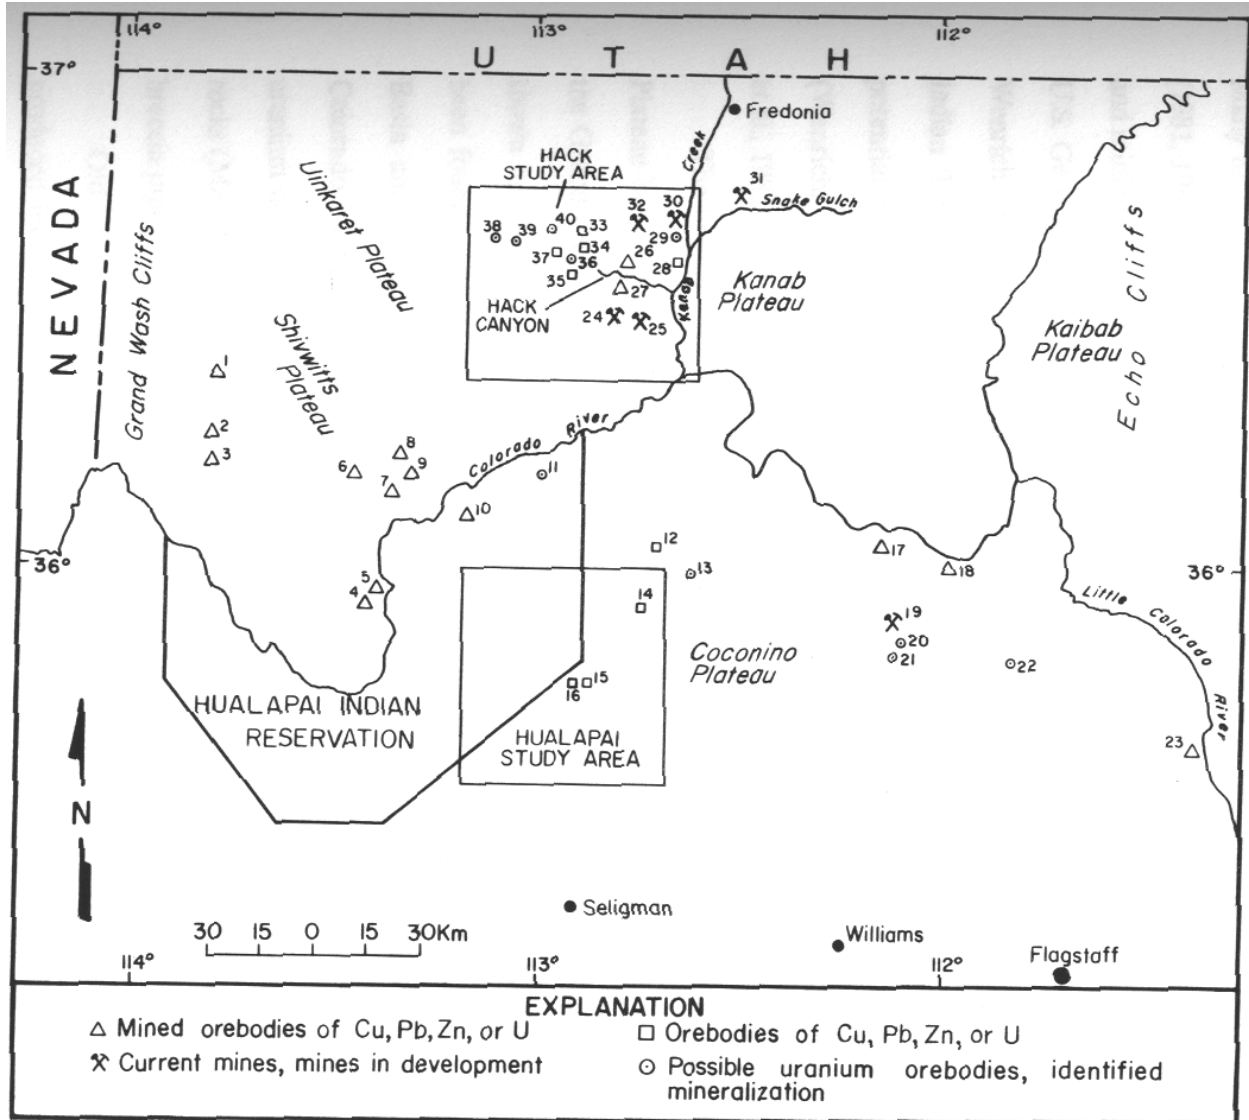 114°
113°
112°
UTAH
37°
Fredonia
Creek
HACK
STUDY AREA
31
Snake Gulch
32
30
40
33
38
39
29
34
26
37
36
28
35
27
HACK
CANYON
Kanab
24
25
NEVADA
Grand Wash Cliffs
Uinkaret Plateau
Shivwitts
Plateau
Kanab
Plateau
Kaibab
Plateau
Echo Cliffs
1
2
3
6
8
9
7
Colorado River
11
10
12
13
17
18
36°
36°
5
4
14
19
20
21
22
Little Colorado River
Coconino
Plateau
15
16
HUALAPAI INDIAN
RESERVATION
HUALAPAI
STUDY AREA
23
N
Seligman
Williams
Flagstaff
30 15 0 15 30Km
114°
113°
112°
EXPLANATION
△ Mined orebodies of Cu, Pb, Zn, or U
□ Orebodies of Cu, Pb, Zn, or U
Current mines, mines in development
Possible uranium orebodies, identified
mineralization